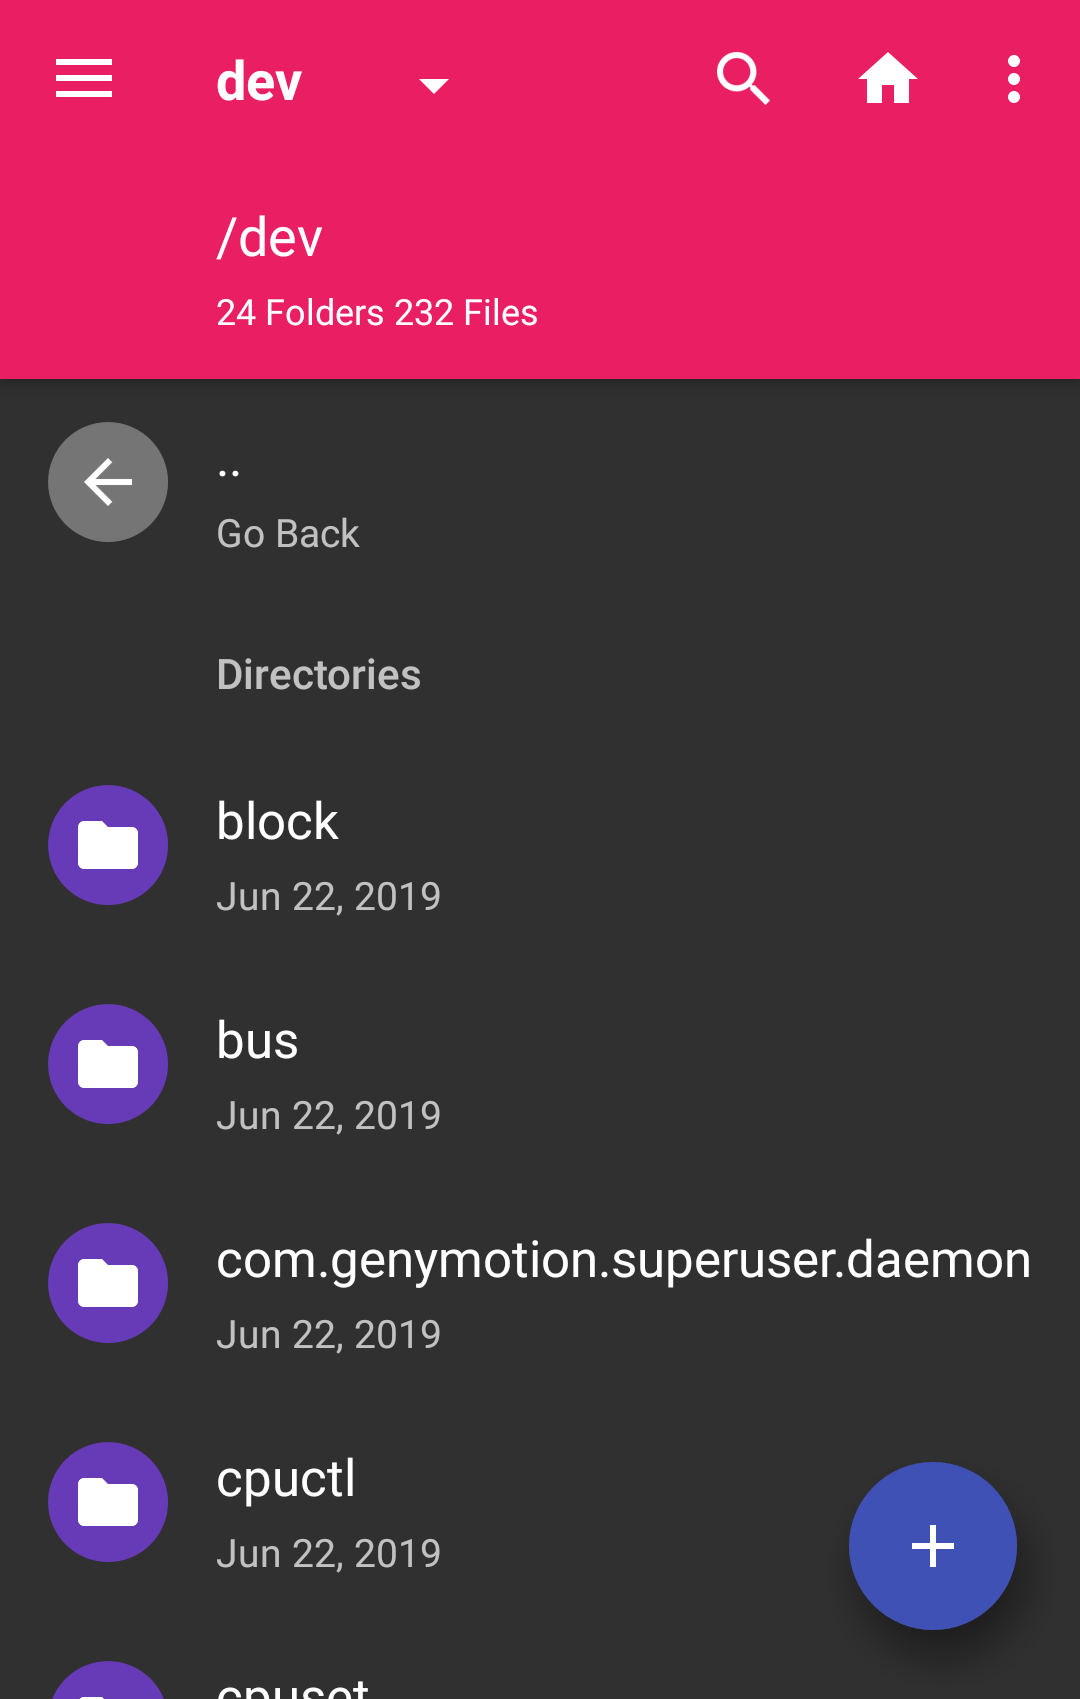 dev
/dev
24 Folders 232 Files
..
Go Back
Directories
block
Jun 22, 2019
bus
Jun 22, 2019
com.genymotion.superuser.daemon
Jun 22, 2019
cpuctl
Jun 22, 2019
cpuset